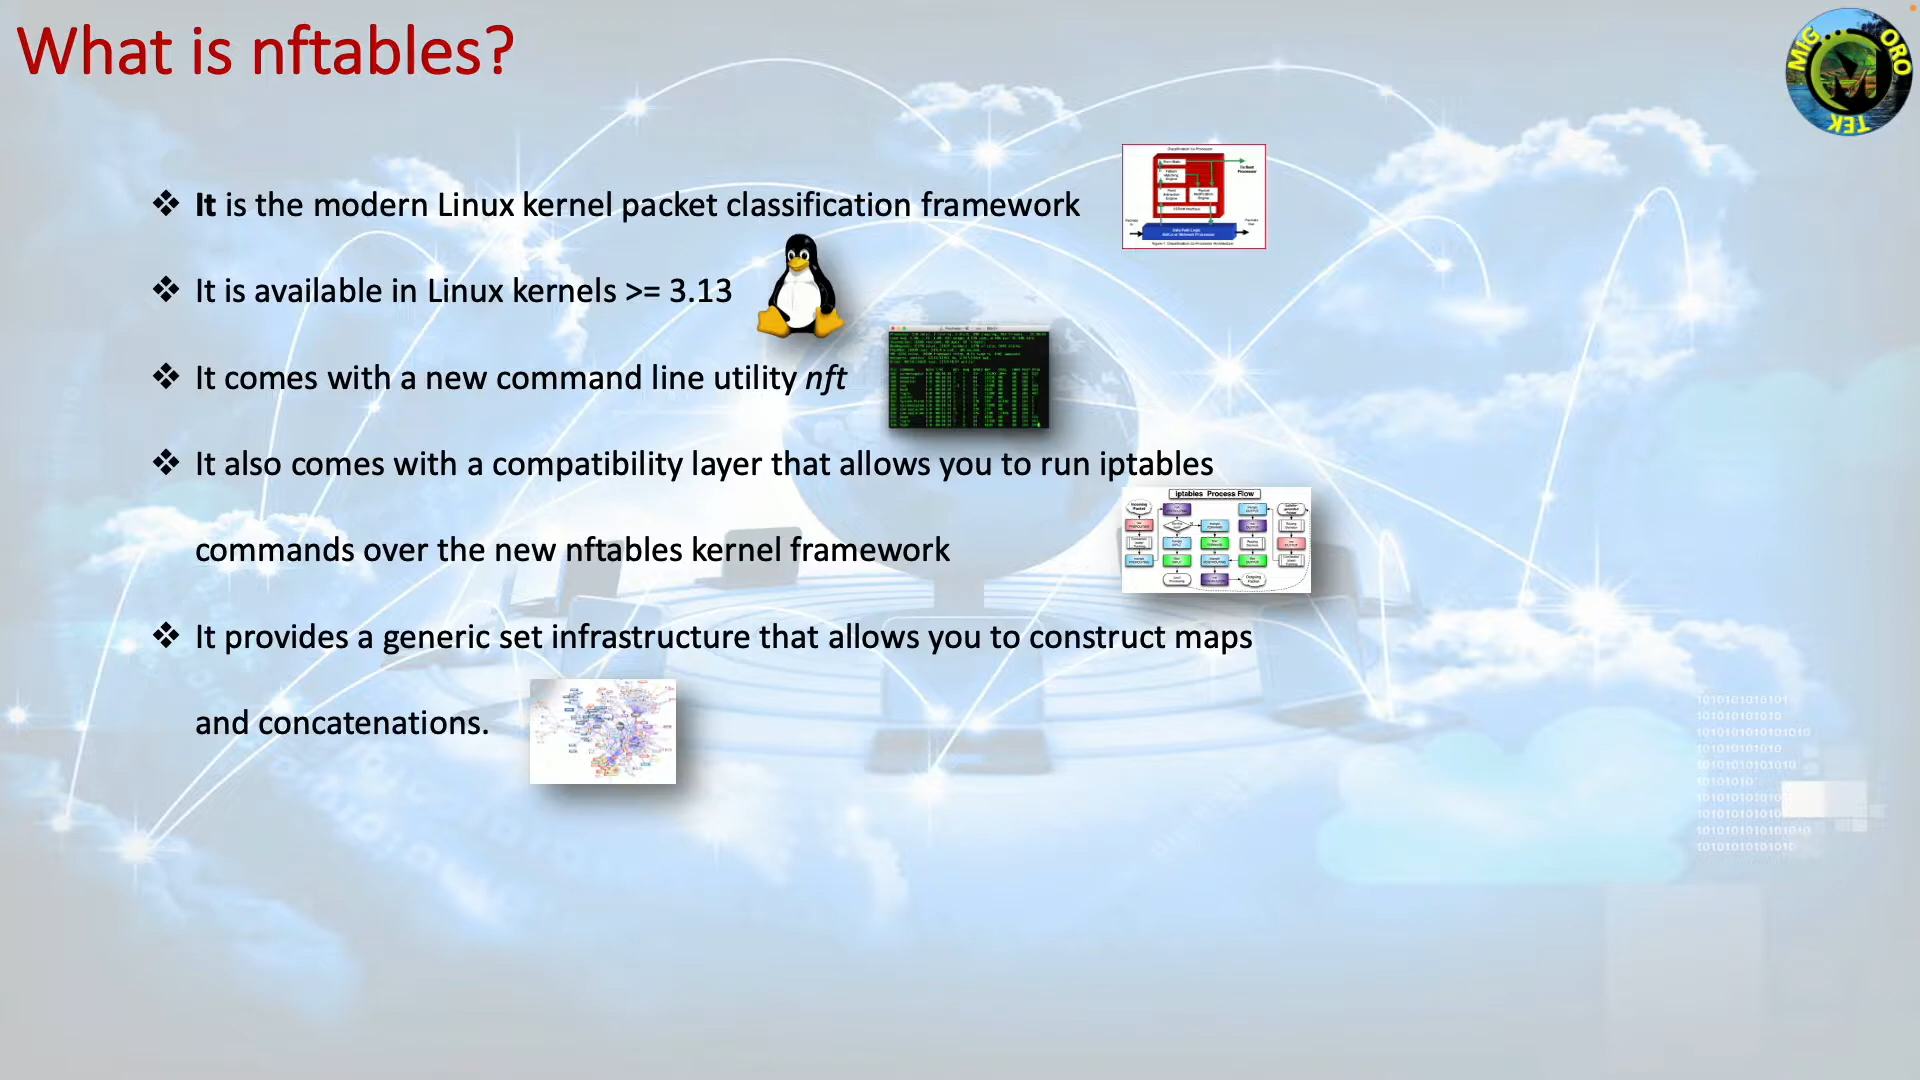 What is nftables?
MIG ORO
TEK
❖ It is the modern Linux kernel packet classification framework
❖ It is available in Linux kernels >= 3.13
❖ It comes with a new command line utility nft
❖ It also comes with a compatibility layer that allows you to run iptables
iptables Process Flow
commands over the new nftables kernel framework
❖ It provides a generic set infrastructure that allows you to construct maps
and concatenations.